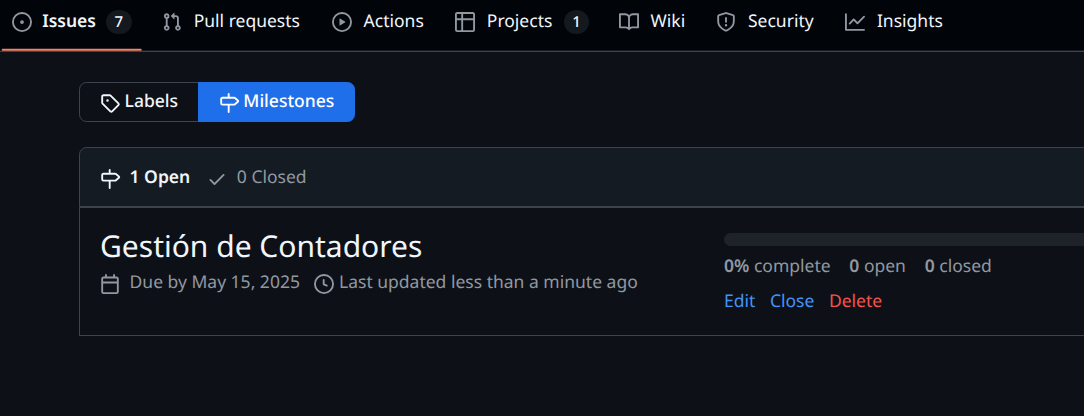 Issues 7 Pull requests Actions Projects 1 Wiki Security Insights
Labels Milestones
1 Open 0 Closed
Gestión de Contadores
Due by May 15, 2025 Last updated less than a minute ago
0% complete 0 open 0 closed
Edit Close Delete